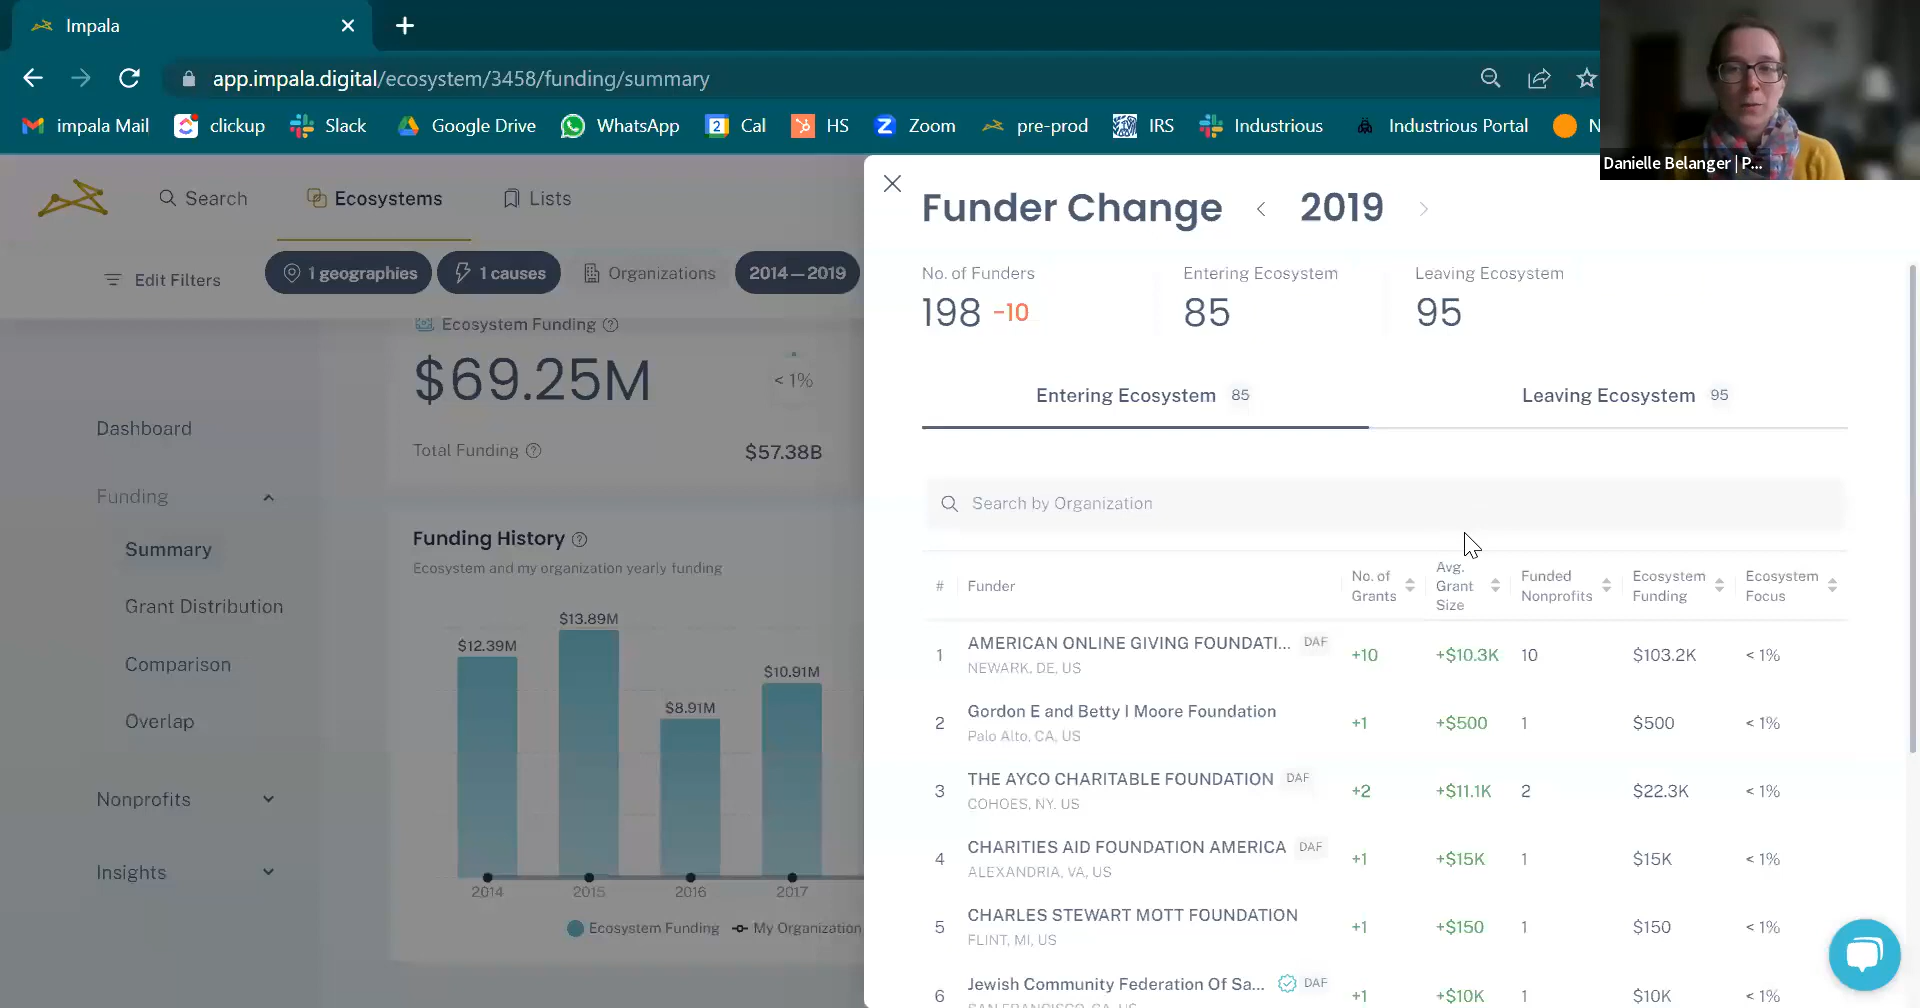 Impala
app.impala.digital/ecosystem/3458/funding/summary
impala Mail clickup Slack Google Drive WhatsApp 2 Cal HS Zoom pre-prod IRS Industrious Industrious Portal N
Danielle Belanger | P...
Search Ecosystems Lists
Edit Filters 1 geographies 1 causes Organizations 2014—2019
Dashboard
Funding
Summary
Grant Distribution
Comparison
Overlap
Nonprofits
Insights
Ecosystem Funding
$69.25M < 1%
Total Funding $57.38B
Funding History
Ecosystem and my organization yearly funding
$12.39M $13.89M $8.91M $10.91M
2014 2015 2016 2017
Ecosystem Funding My Organization
Funder Change < 2019 >
No. of Funders Entering Ecosystem Leaving Ecosystem
198 -10 85 95
Entering Ecosystem 85 Leaving Ecosystem 95
Search by Organization
# Funder No. of Grants Avg. Grant Size Funded Nonprofits Ecosystem Funding Ecosystem Focus
1 AMERICAN ONLINE GIVING FOUNDATI... DAF +10 +$10.3K 10 $103.2K < 1%
NEWARK, DE, US
2 Gordon E and Betty I Moore Foundation +1 +$500 1 $500 < 1%
Palo Alto, CA, US
3 THE AYCO CHARITABLE FOUNDATION DAF +2 +$11.1K 2 $22.3K < 1%
COHOES, NY, US
4 CHARITIES AID FOUNDATION AMERICA DAF +1 +$15K 1 $15K < 1%
ALEXANDRIA, VA, US
5 CHARLES STEWART MOTT FOUNDATION +1 +$150 1 $150 < 1%
FLINT, MI, US
6 Jewish Community Federation Of Sa... DAF +1 +$10K 1 $10K < 1%
SAN FRANCISCO, CA, US